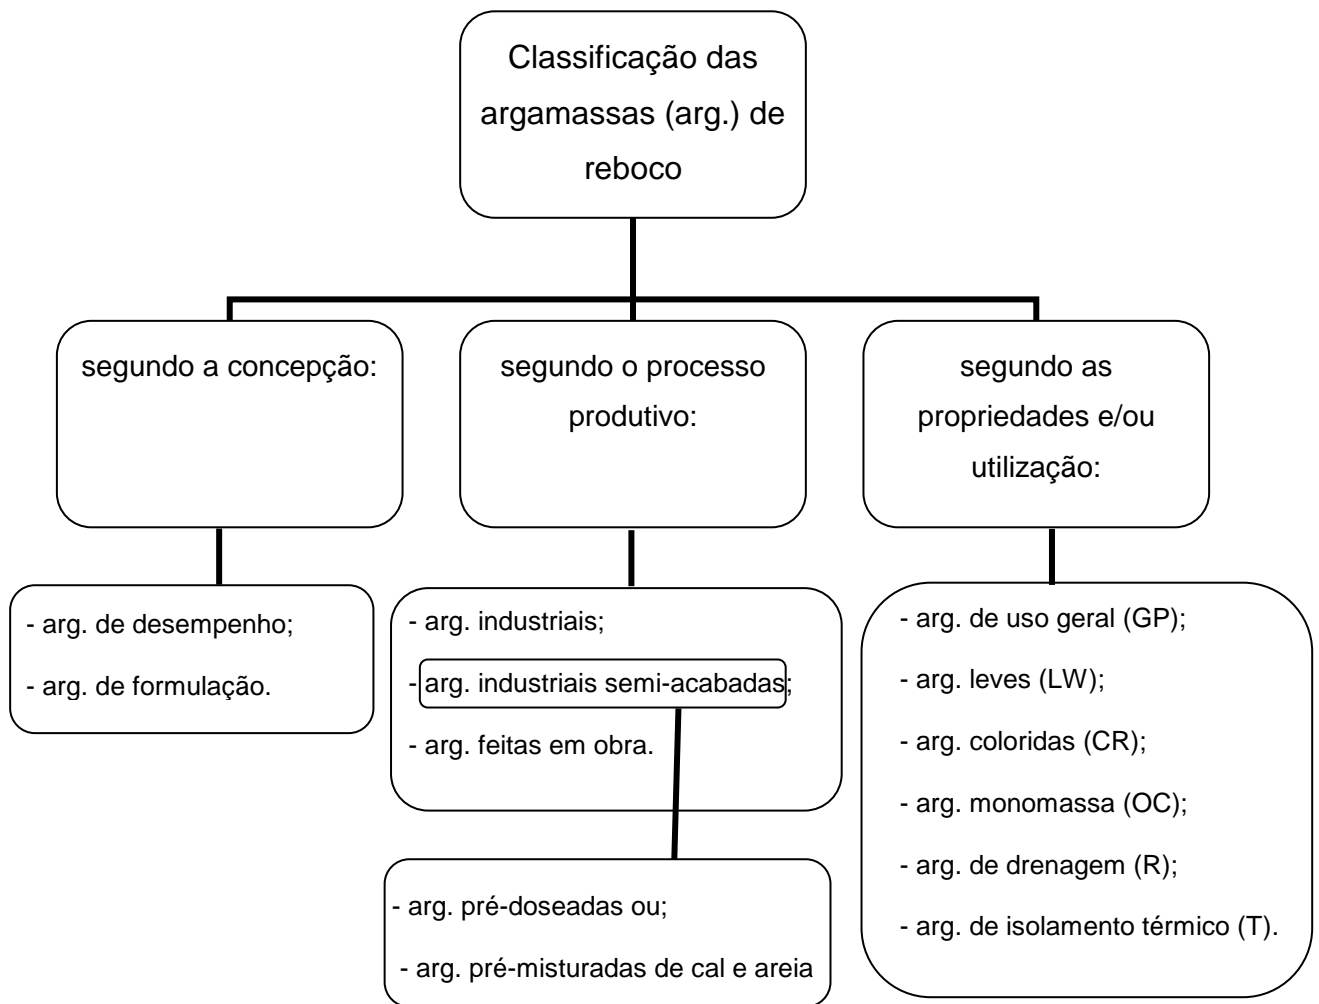 Classificação das
argamassas (arg.) de
reboco
segundo a concepção:
segundo o processo
produtivo:
segundo as
propriedades e/ou
utilização:
- arg. de desempenho;
- arg. de formulação.
- arg. industriais;
- arg. industriais semi-acabadas;
- arg. feitas em obra.
- arg. pré-doseadas ou;
- arg. pré-misturadas de cal e areia
- arg. de uso geral (GP);
- arg. leves (LW);
- arg. coloridas (CR);
- arg. monomassa (OC);
- arg. de drenagem (R);
- arg. de isolamento térmico (T).